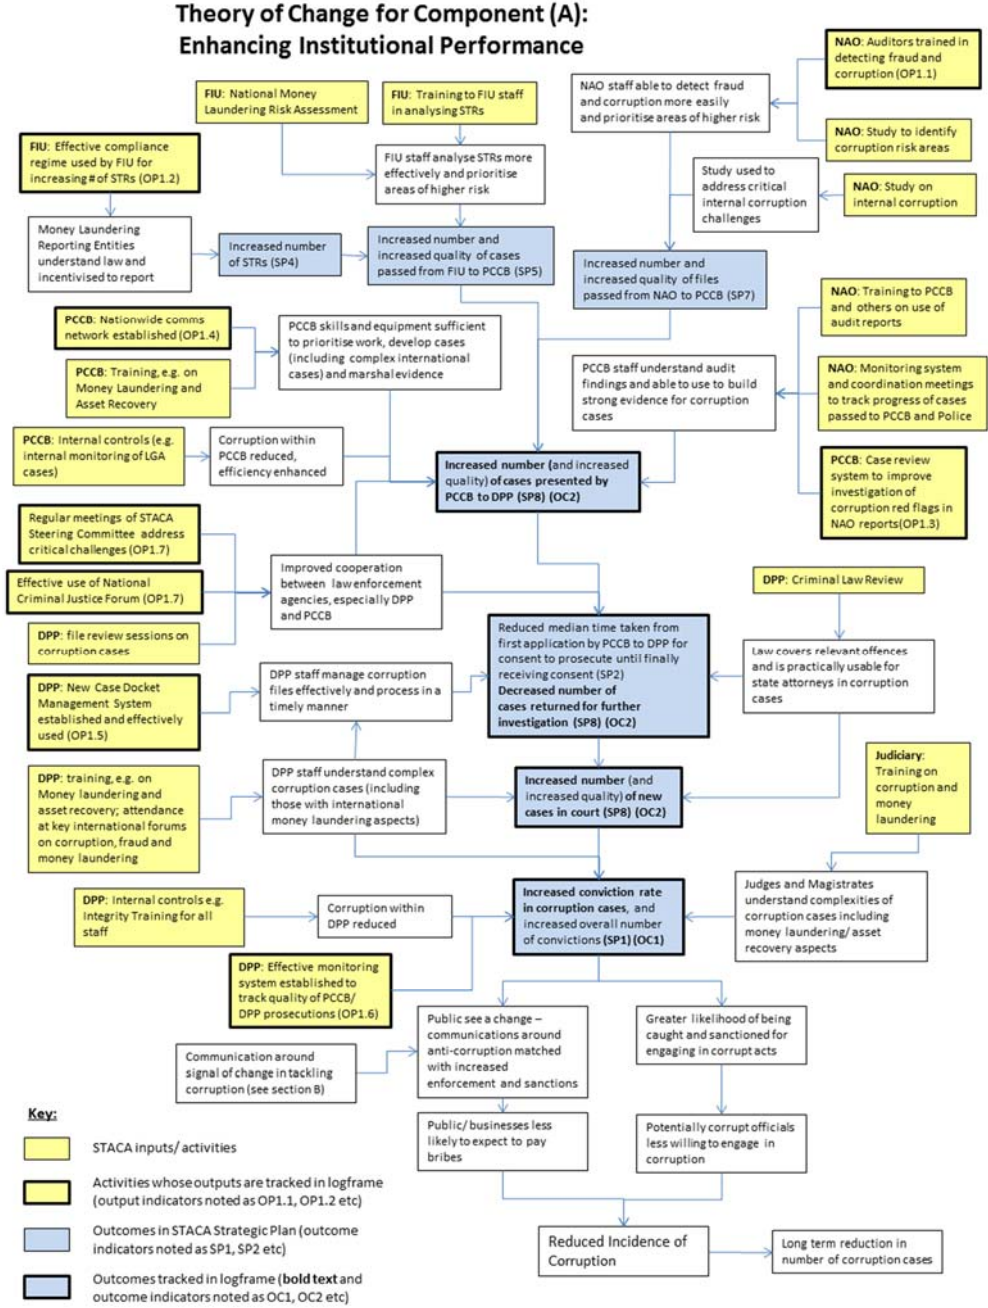 Theory of Change for Component (A):
Enhancing Institutional Performance
FIU: National Money
Laundering Risk Assessment
FIU: Training to FIU staff
in analysing STRs
NAO staff able to detect fraud
and corruption more easily
and prioritise areas of higher risk
NAO: Auditors trained in
detecting fraud and
corruption (OP1.1)
NAO: Study to identify
corruption risk areas
FIU: Effective compliance
regime used by FIU for
increasing # of STRs (OP1.2)
FIU staff analyse STRs more
effectively and prioritise
areas of higher risk
Study used to
address critical
internal corruption
challenges
NAO: Study on
internal corruption
Money Laundering
Reporting Entities
understand law and
incentivised to report
Increased number
of STRs (SP4)
Increased number and
increased quality of cases
passed from FIU to PCCB (SP5)
Increased number and
increased quality of files
passed from NAO to PCCB (SP7)
NAO: Training to PCCB
and others on use of
audit reports
PCCB: Nationwide comms
network established (OP1.4)
PCCB: Training, e.g. on
Money Laundering and
Asset Recovery
PCCB skills and equipment sufficient
to prioritise work, develop cases
(including complex international
cases) and marshal evidence
PCCB staff understand audit
findings and able to use to build
strong evidence for corruption
cases
NAO: Monitoring system
and coordination meetings
to track progress of cases
passed to PCCB and Police
PCCB: Internal controls (e.g.
internal monitoring of LGA
cases)
Corruption within
PCCB reduced,
efficiency enhanced
Increased number (and increased
quality) of cases presented by
PCCB to DPP (SP8) (OC2)
PCCB: Case review
system to improve
investigation of
corruption red flags in
NAO reports(OP1.3)
Regular meetings of STACA
Steering Committee address
critical challenges (OP1.7)
Effective use of National
Criminal Justice Forum (OP1.7)
DPP: file review sessions on
corruption cases
Improved cooperation
between law enforcement
agencies, especially DPP
and PCCB
DPP: Criminal Law Review
Reduced median time taken from
first application by PCCB to DPP for
consent to prosecute until finally
receiving consent (SP2)
Decreased number of
cases returned for further
investigation (SP8) (OC2)
Law covers relevant offences
and is practically usable for
state attorneys in corruption
cases
DPP: New Case Docket
Management System
established and effectively
used (OP1.5)
DPP staff manage corruption
files effectively and process in a
timely manner
DPP: training, e.g. on
Money laundering and
asset recovery; attendance
at key international forums
on corruption, fraud and
money laundering
DPP staff understand complex
corruption cases (including
those with international
money laundering aspects)
Increased number (and
increased quality) of new
cases in court (SP8) (OC2)
Judiciary:
Training on
corruption and
money
laundering
DPP: Internal controls e.g.
Integrity Training for all
staff
Corruption within
DPP reduced
Increased conviction rate
in corruption cases, and
increased overall number
of convictions (SP1) (OC1)
Judges and Magistrates
understand complexities of
corruption cases including
money laundering/ asset
recovery aspects
DPP: Effective monitoring
system established to
track quality of PCCB/
DPP prosecutions (OP1.6)
Communication around
signal of change in tackling
corruption (see section B)
Public see a change –
communications around
anti-corruption matched
with increased
enforcement and sanctions
Greater likelihood of being
caught and sanctioned for
engaging in corrupt acts
Public/ businesses less
likely to expect to pay
bribes
Potentially corrupt officials
less willing to engage in
corruption
Reduced Incidence of
Corruption
Long term reduction in
number of corruption cases
Key:
STACA inputs/ activities
Activities whose outputs are tracked in logframe
(output indicators noted as OP1.1, OP1.2 etc)
Outcomes in STACA Strategic Plan (outcome
indicators noted as SP1, SP2 etc)
Outcomes tracked in logframe (bold text and
outcome indicators noted as OC1, OC2 etc)